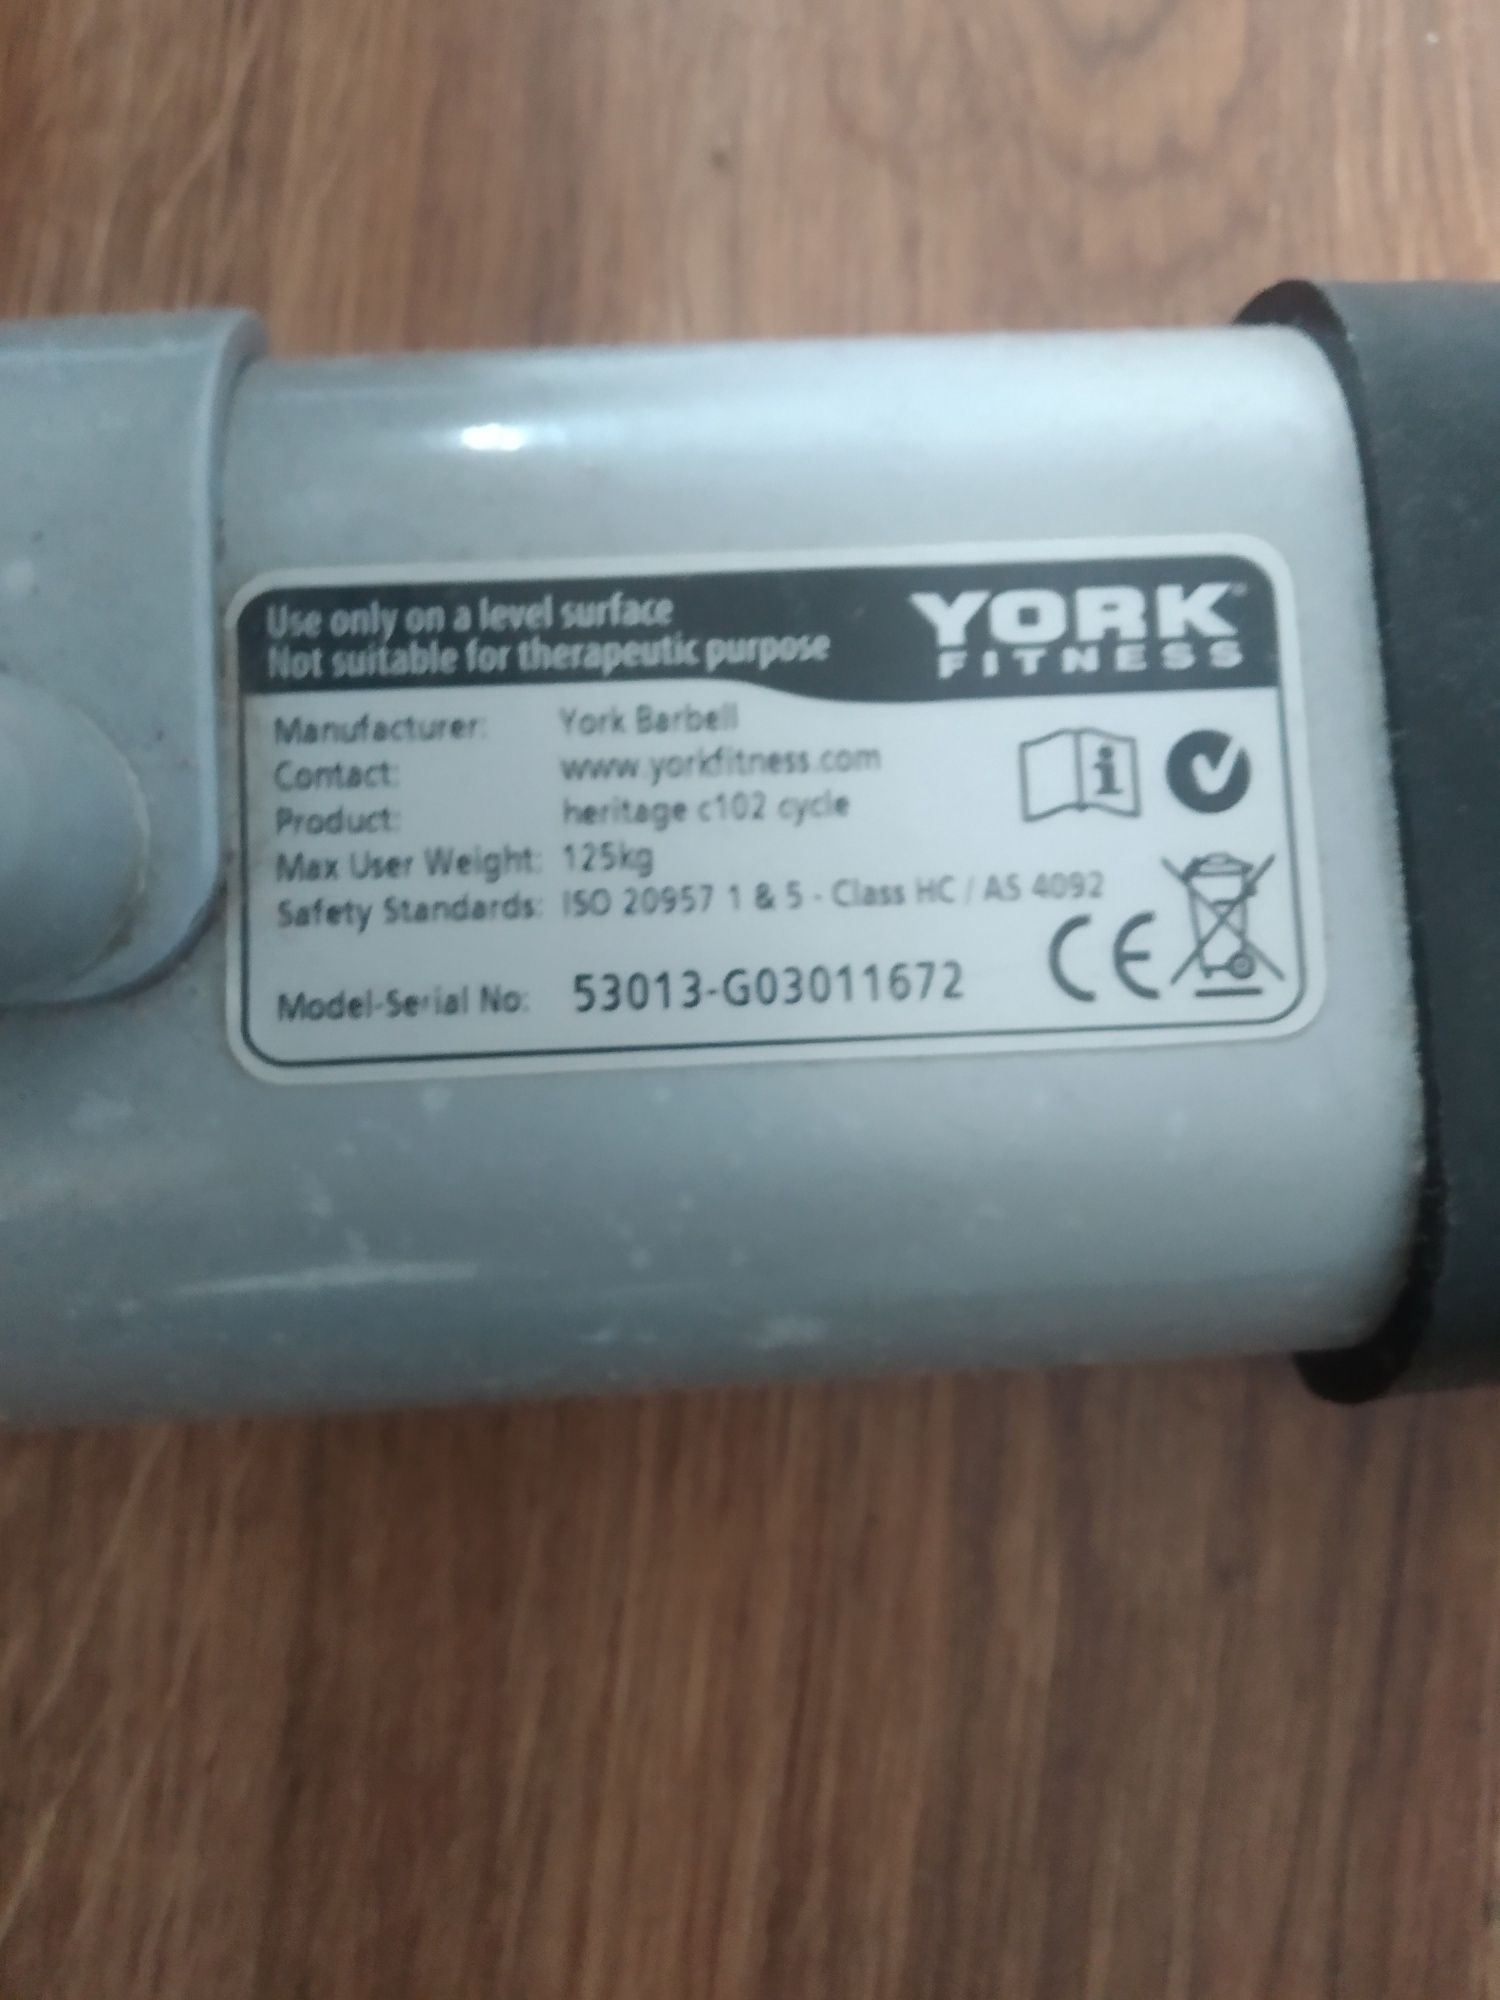 Use only on a level surface
Not suitable for therapeutic purpose
YORK
FITNESS
Manufacturer: York Barbell
Contact: www.yorkfitness.com
Product: heritage c102 cycle
Max User Weight: 125kg
Safety Standards: ISO 20957 1 & 5 - Class HC / AS 4092
Model-Serial No: 53013-G03011672
CE